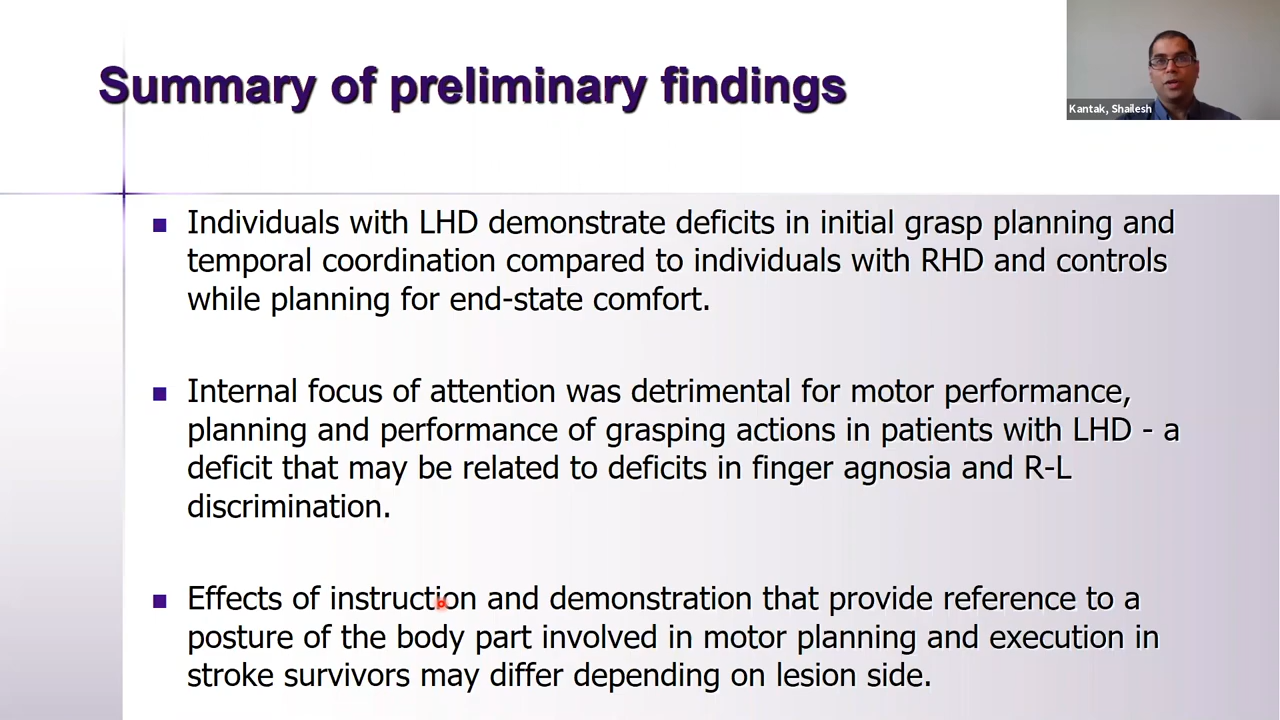 Summary of preliminary findings
Kantak, Shailesh
■ Individuals with LHD demonstrate deficits in initial grasp planning and
temporal coordination compared to individuals with RHD and controls
while planning for end-state comfort.
■ Internal focus of attention was detrimental for motor performance,
planning and performance of grasping actions in patients with LHD - a
deficit that may be related to deficits in finger agnosia and R-L
discrimination.
■ Effects of instruction and demonstration that provide reference to a
posture of the body part involved in motor planning and execution in
stroke survivors may differ depending on lesion side.